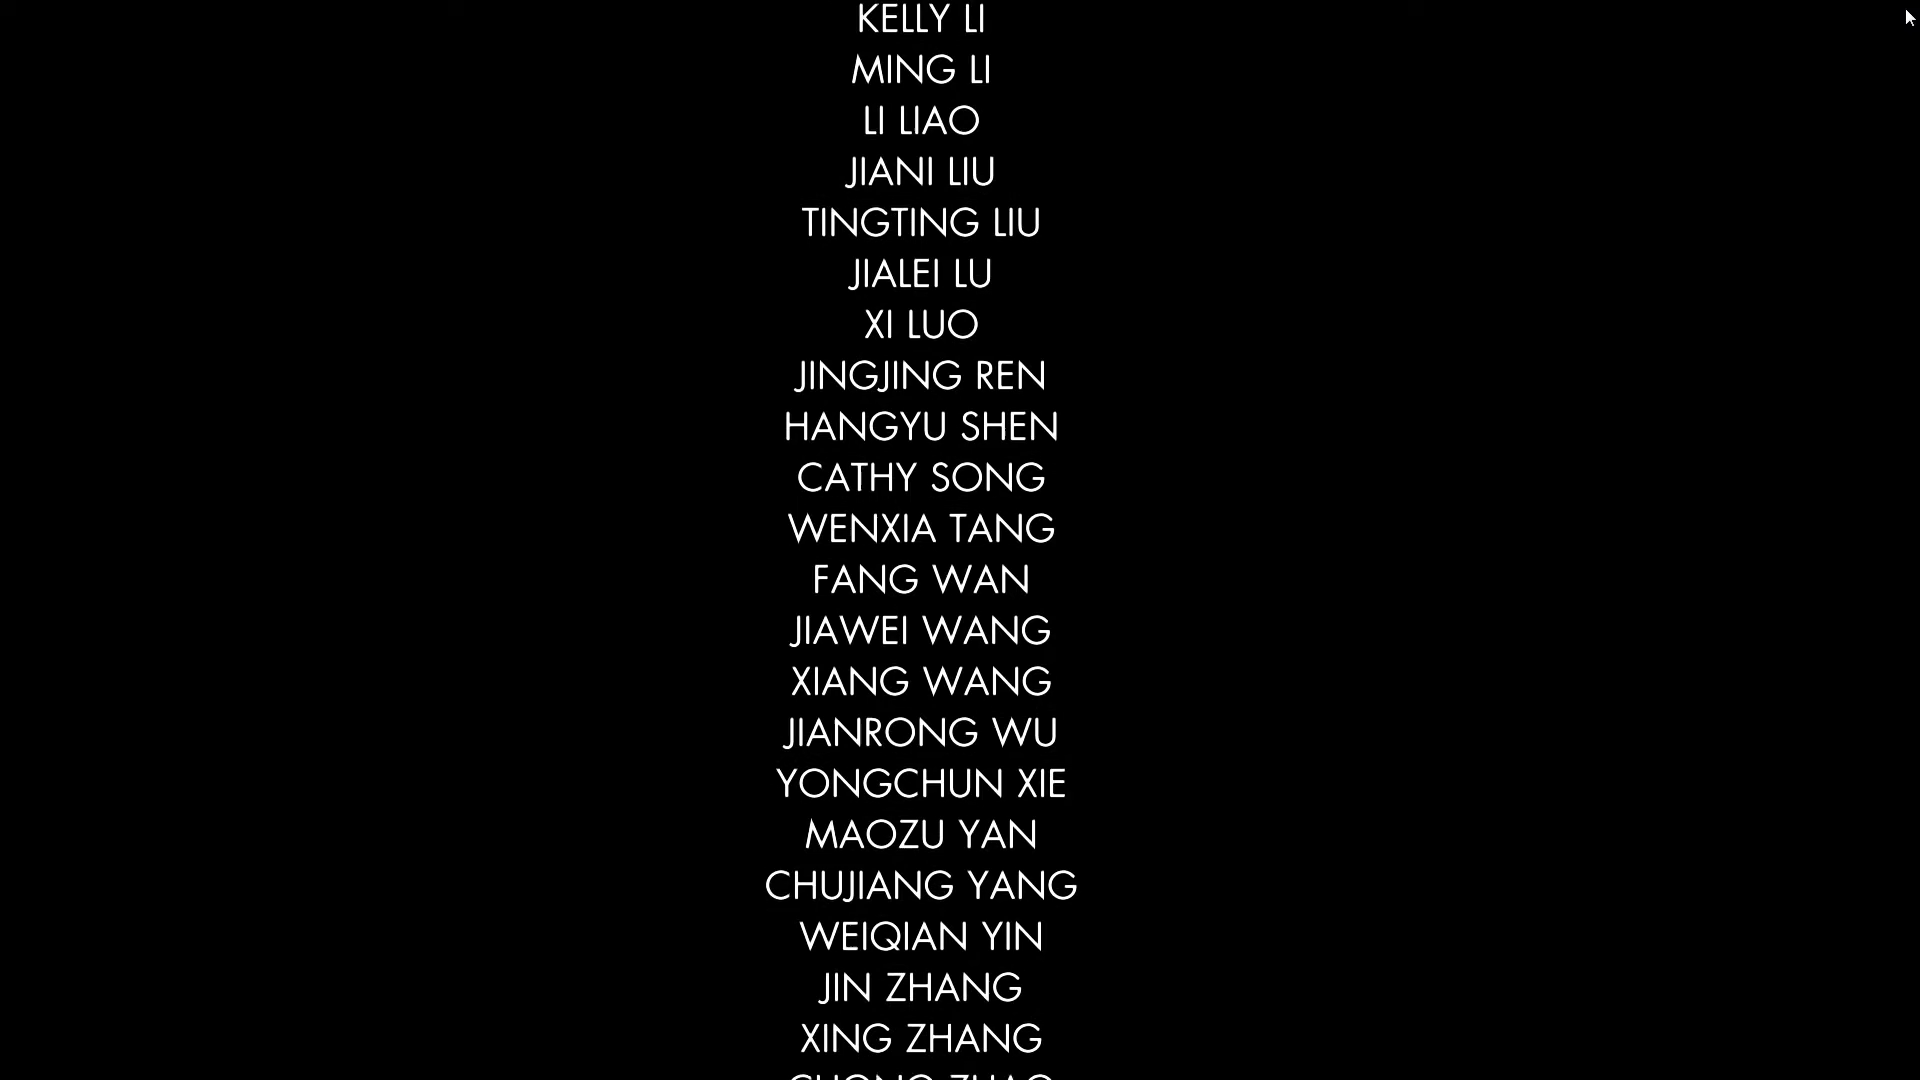 KELLY LI
MING LI
LI LIAO
JIANI LIU
TINGTING LIU
JIALEI LU
XI LUO
JINGJING REN
HANGYU SHEN
CATHY SONG
WENXIA TANG
FANG WAN
JIAWEI WANG
XIANG WANG
JIANRONG WU
YONGCHUN XIE
MAOZU YAN
CHUJIANG YANG
WEIQIAN YIN
JIN ZHANG
XING ZHANG